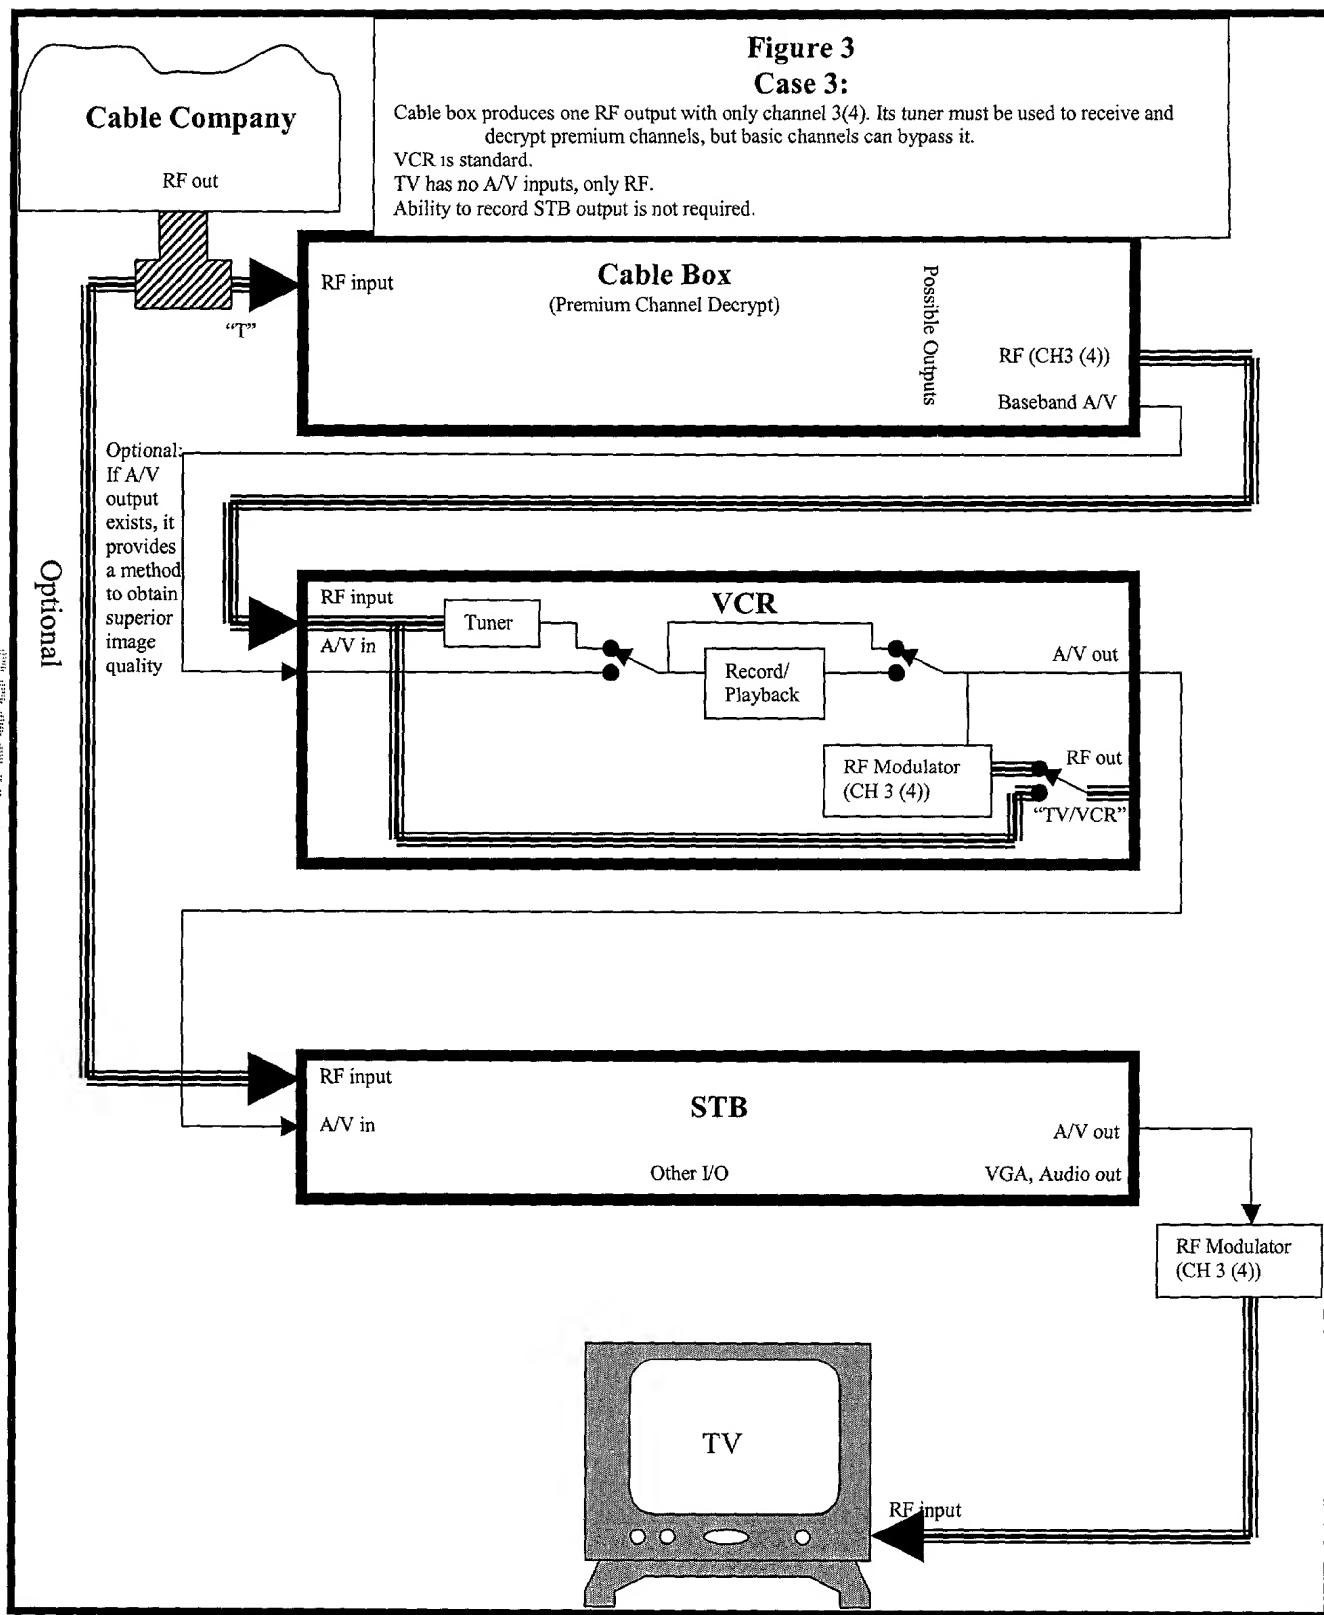 Figure 3
Case 3:
Cable box produces one RF output with only channel 3(4). Its tuner must be used to receive and
decrypt premium channels, but basic channels can bypass it.
VCR is standard.
TV has no A/V inputs, only RF.
Ability to record STB output is not required.
Cable Company
RF out
"T"
RF input
Cable Box
(Premium Channel Decrypt)
Possible Outputs
RF (CH3 (4))
Baseband A/V
Optional:
If A/V
output
exists, it
provides
a method
to obtain
superior
image
quality
Optional
RF input
VCR
Tuner
A/V in
Record/
Playback
A/V out
RF Modulator
(CH 3 (4))
RF out
"TV/VCR"
RF input
STB
A/V in
A/V out
Other I/O
VGA, Audio out
RF Modulator
(CH 3 (4))
TV
RF input